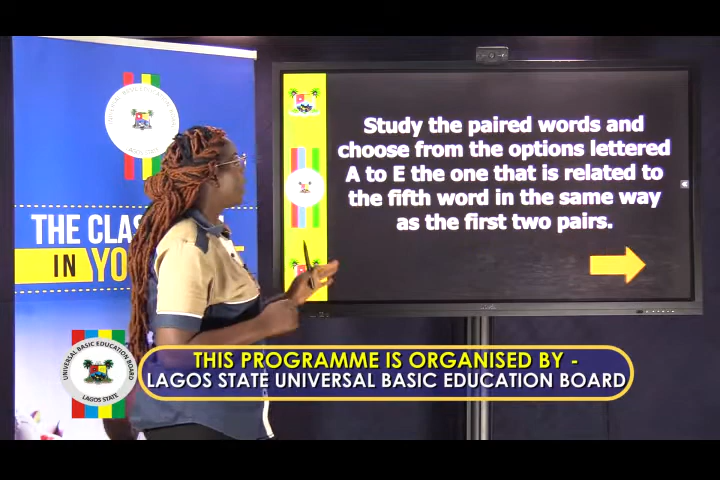 Study the paired words and
choose from the options lettered
A to E the one that is related to
the fifth word in the same way
as the first two pairs.
THE CLAS
IN YO
THIS PROGRAMME IS ORGANISED BY -
LAGOS STATE UNIVERSAL BASIC EDUCATION BOARD
UNIVERSAL BASIC EDUCATION BOARD
LAGOS STATE